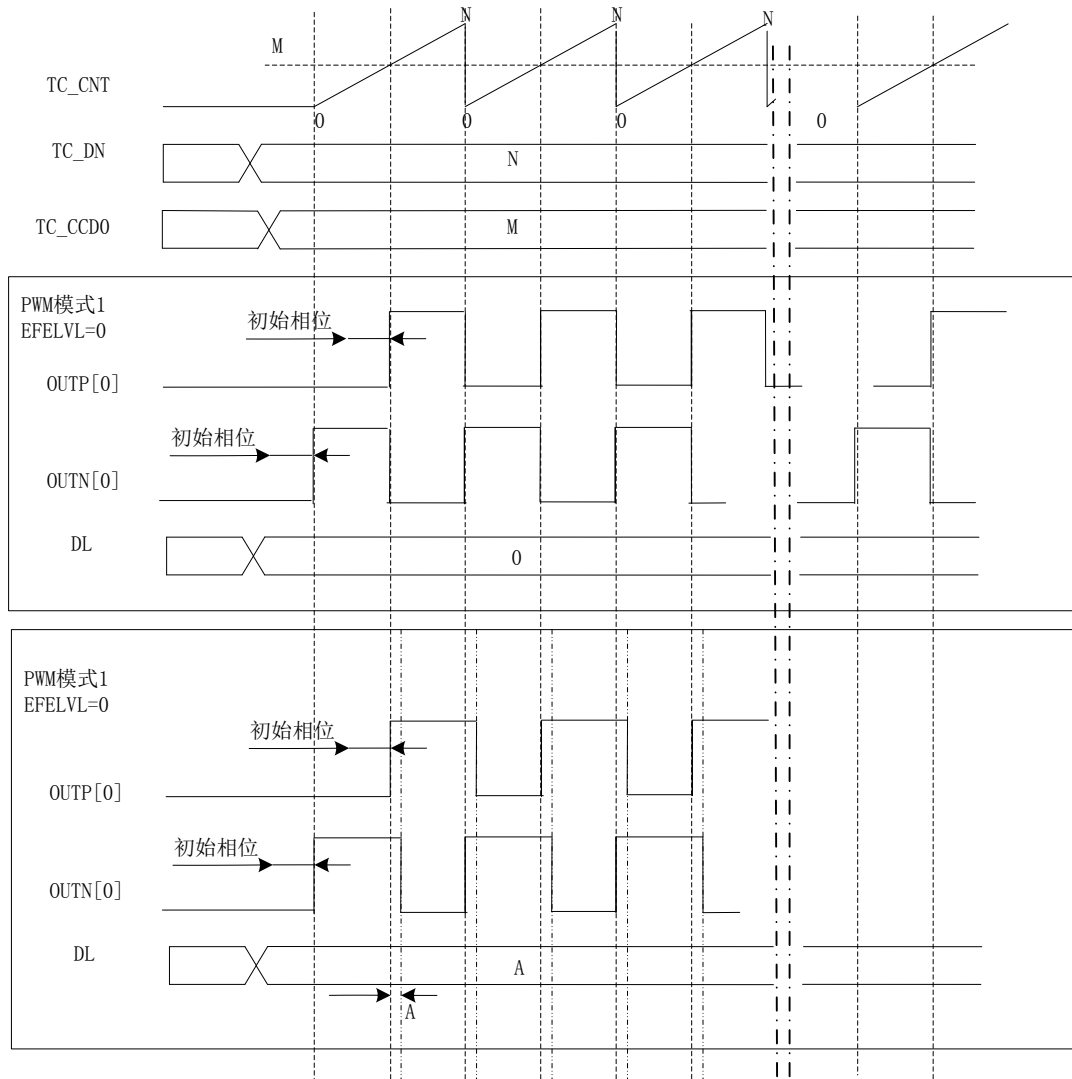 N N N
M
TC_CNT
0 0 0 0
TC_DN
N
TC_CCD0
M
PWM模式1
EFELVL=0
初始相位
OUTP[0]
初始相位
OUTN[0]
DL
0
PWM模式1
EFELVL=0
初始相位
OUTP[0]
初始相位
OUTN[0]
DL
A
A